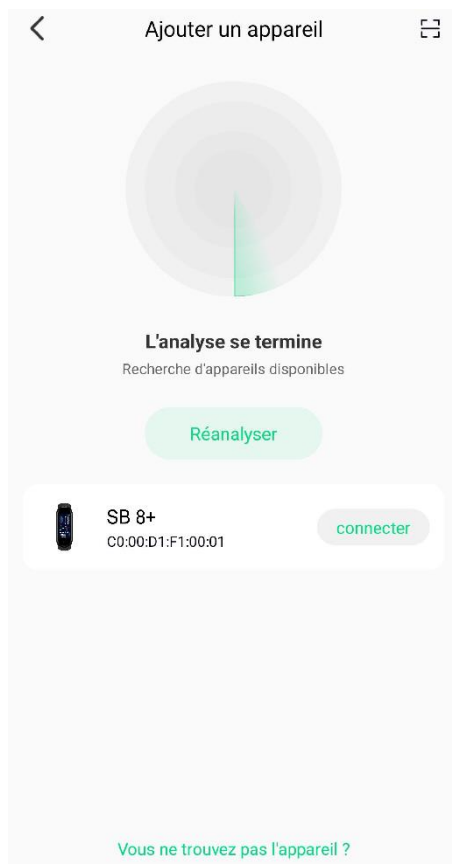 Ajouter un appareil
L'analyse se termine
Recherche d'appareils disponibles
Réanalyser
SB 8+
connecter
C0:00:D1:F1:00:01
Vous ne trouvez pas l'appareil ?